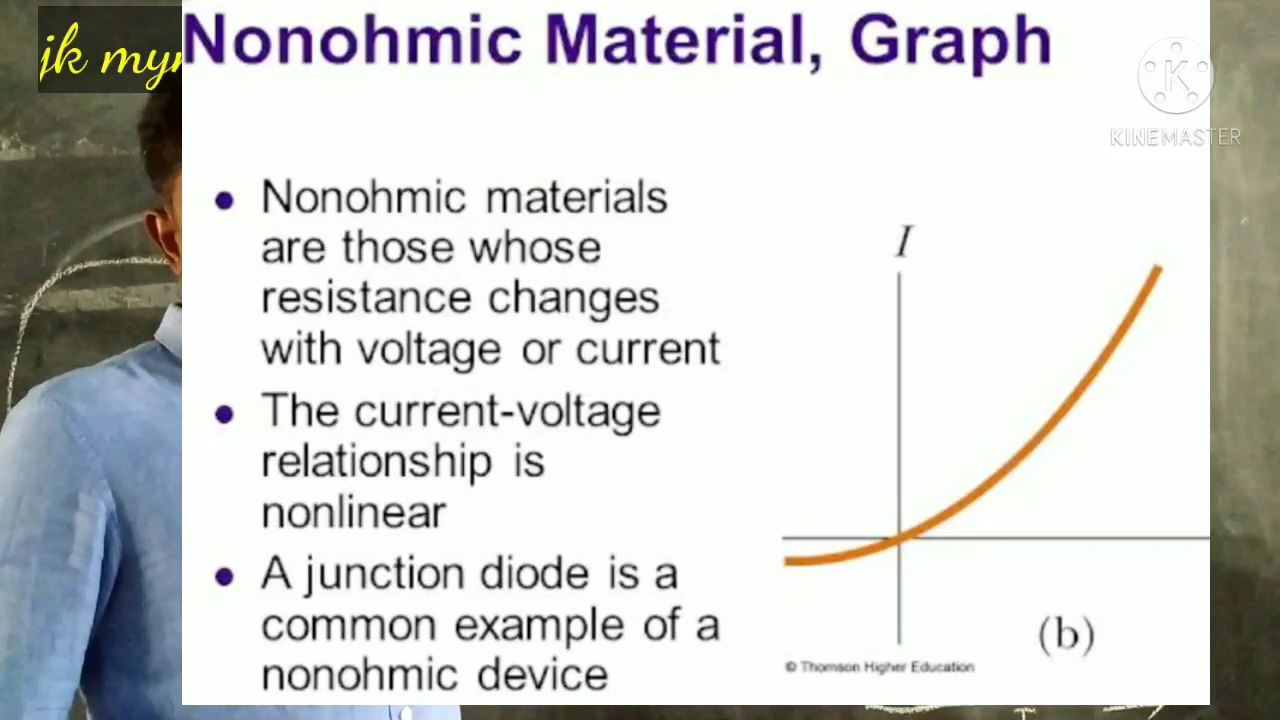 jk
Nonohmic Material, Graph
K
KINEMASTER
Nonohmic materials
are those whose
resistance changes
with voltage or current
The current-voltage
relationship is
nonlinear
A junction diode is a
common example of a
nonohmic device
I
(b)
© Thomson Higher Education